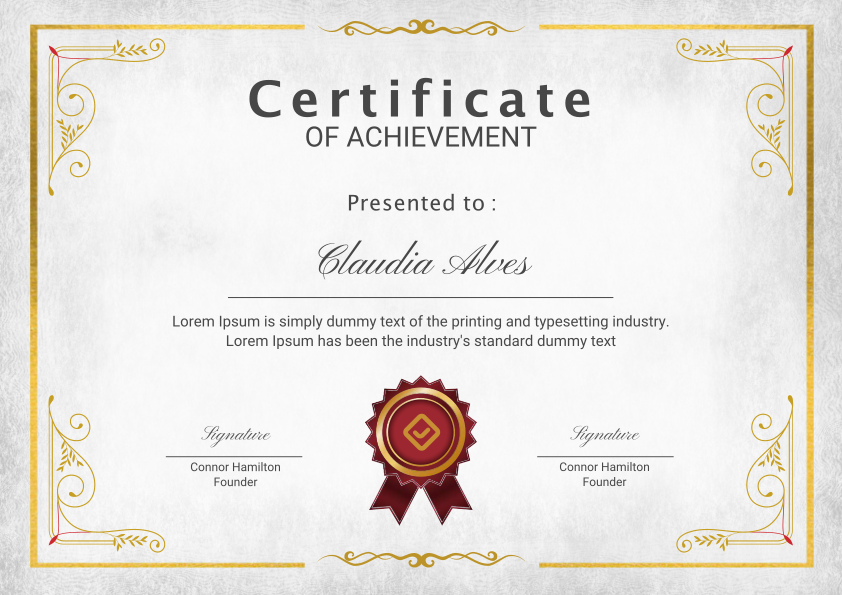 Certificate
OF ACHIEVEMENT
Presented to :
Claudia Alves
Lorem Ipsum is simply dummy text of the printing and typesetting industry.
Lorem Ipsum has been the industry's standard dummy text
Signature
Connor Hamilton
Founder
Signature
Connor Hamilton
Founder